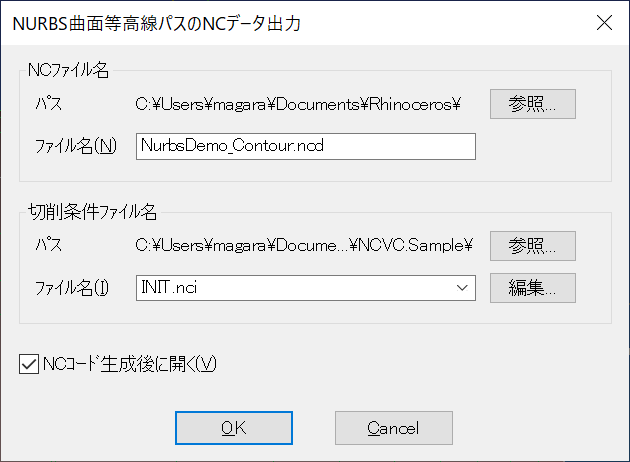 NURBS曲面等高線パスのNCデータ出力
NCファイル名
パス C:¥Users¥magara¥Documents¥Rhinoceros¥ 参照...
ファイル名(N) NurbsDemo_Contour.ncd
切削条件ファイル名
パス C:¥Users¥magara¥Docume...¥NCVC.Sample¥ 参照...
ファイル名(I) INIT.nci 編集...
NCコード生成後に開く(V)
OK Cancel